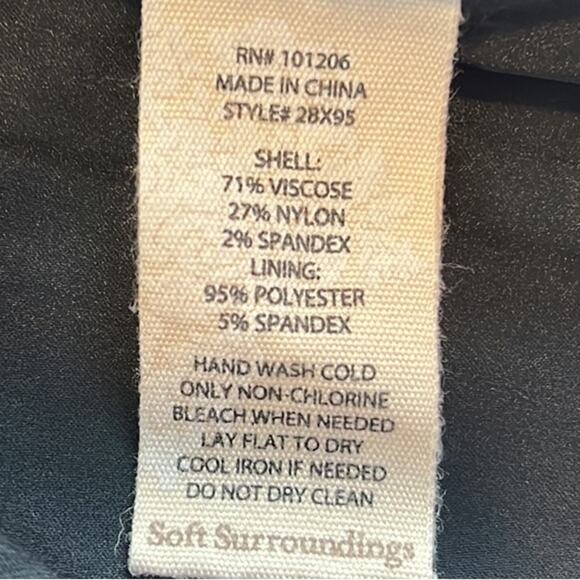 RN# 101206
MADE IN CHINA
STYLE# 2BX95
SHELL:
71% VISCOSE
27% NYLON
2% SPANDEX
LINING:
95% POLYESTER
5% SPANDEX
HAND WASH COLD
ONLY NON-CHLORINE
BLEACH WHEN NEEDED
LAY FLAT TO DRY
COOL IRON IF NEEDED
DO NOT DRY CLEAN
Soft Surroundings